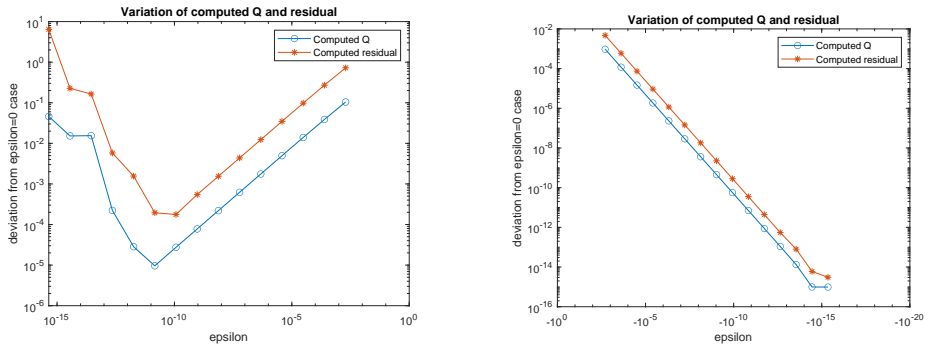 Variation of computed Q and residual
10^1
10^0
10^-1
10^-2
10^-3
10^-4
10^-5
10^-6
deviation from epsilon=0 case
Computed Q
Computed residual
10^-15
10^-10
10^-5
10^0
epsilon
Variation of computed Q and residual
10^-2
10^-4
10^-6
10^-8
10^-10
10^-12
10^-14
10^-16
deviation from epsilon=0 case
Computed Q
Computed residual
-10^0
-10^-5
-10^-10
-10^-15
-10^-20
epsilon